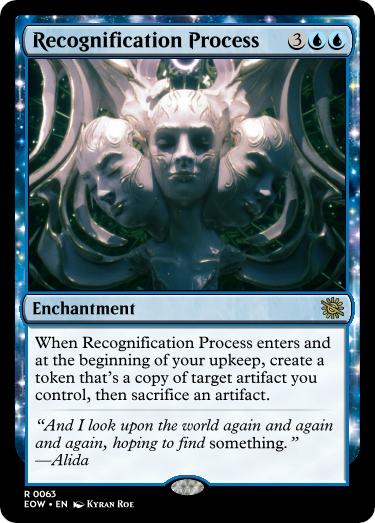 Recognification Process 3
Enchantment
When Recognification Process enters and
at the beginning of your upkeep, create a
token that's a copy of target artifact you
control, then sacrifice an artifact.
“And I look upon the world again and again
and again, hoping to find something.”
—Alida
R 0063
EOW • EN Kyran Roe